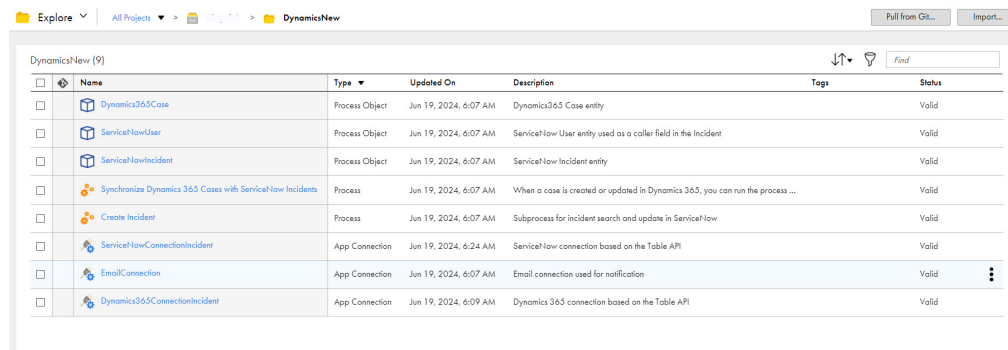 Explore All Projects > > DynamicsNew Pull from Git... Import...
DynamicsNew (9) Find
Name Type Updated On Description Tags Status
Dynamics365Case Process Object Jun 19, 2024, 6:07 AM Dynamics365 Case entity Valid
ServiceNowUser Process Object Jun 19, 2024, 6:07 AM ServiceNow User entity used as a caller field in the Incident Valid
ServiceNowIncident Process Object Jun 19, 2024, 6:07 AM ServiceNow Incident entity Valid
Synchronize Dynamics 365 Cases with ServiceNow Incidents Process Jun 19, 2024, 6:07 AM When a case is created or updated in Dynamics 365, you can run the process ... Valid
Create Incident Process Jun 19, 2024, 6:07 AM Subprocess for incident search and update in ServiceNow Valid
ServiceNowConnectionIncident App Connection Jun 19, 2024, 6:24 AM ServiceNow connection based on the Table API Valid
EmailConnection App Connection Jun 19, 2024, 6:07 AM Email connection used for notification Valid
Dynamics365ConnectionIncident App Connection Jun 19, 2024, 6:09 AM Dynamics 365 connection based on the Table API Valid